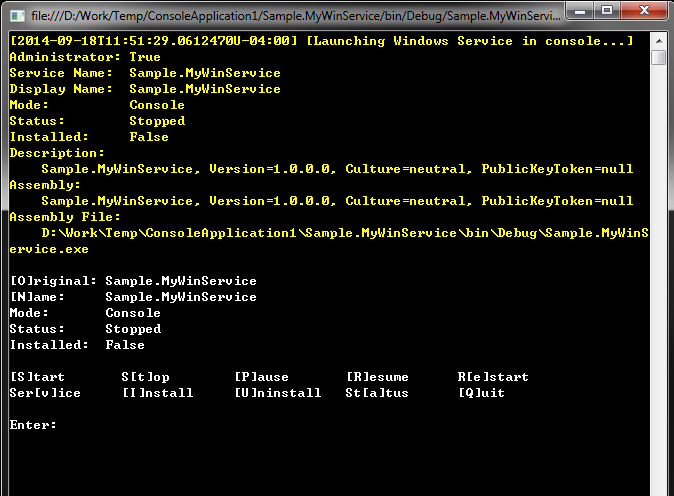 file:///D:/Work/Temp/ConsoleApplication1/Sample.MyWinService/bin/Debug/Sample.MyWinServi...
[2014-09-18T11:51:29.0612470U-04:00] [Launching Windows Service in console...]
Administrator: True
Service Name:  Sample.MyWinService
Display Name:  Sample.MyWinService
Mode:          Console
Status:        Stopped
Installed:     False
Description:
    Sample.MyWinService, Version=1.0.0.0, Culture=neutral, PublicKeyToken=null
Assembly:
    Sample.MyWinService, Version=1.0.0.0, Culture=neutral, PublicKeyToken=null
Assembly File:
    D:\Work\Temp\ConsoleApplication1\Sample.MyWinService\bin\Debug\Sample.MyWinS
ervice.exe
[O]riginal: Sample.MyWinService
[N]ame:     Sample.MyWinService
Mode:       Console
Status:     Stopped
Installed:  False
[S]tart       S[t]op        [P]ause       [R]esume      R[e]start
Ser[v]ice     [I]nstall     [U]ninstall   St[a]tus      [Q]uit
Enter: